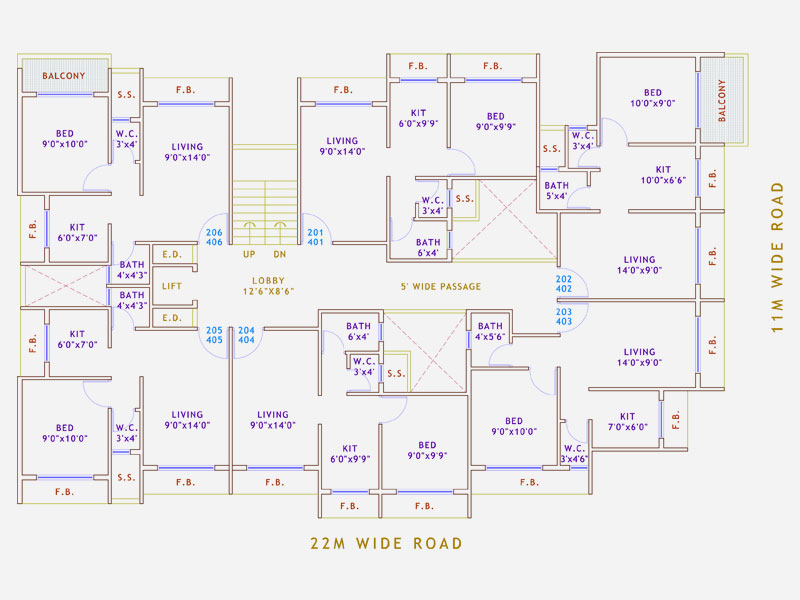 BALCONY
S.S.
F.B.
BED
9'0"x10'0"
W.C.
3'x4'
LIVING
9'0"x14'0"
KIT
6'0"x7'0"
F.B.
BATH
4'x4'3"
206
406
E.D.
LIFT
E.D.
UP
DN
LOBBY
12'6"X8'6"
F.B.
LIVING
9'0"x14'0"
201
401
F.B.
KIT
6'0"x9'9"
F.B.
BED
9'0"x9'9"
W.C.
3'x4'
S.S.
BATH
6'x4'
5' WIDE PASSAGE
BED
10'0"x9'0"
BALCONY
W.C.
3'x4'
S.S.
BATH
5'x4'
KIT
10'0"x6'6"
F.B.
LIVING
14'0"x9'0"
F.B.
202
402
203
403
LIVING
14'0"x9'0"
F.B.
KIT
7'0"x6'0"
F.B.
BATH
4'x5'6"
BED
9'0"x10'0"
W.C.
3'x4'6"
F.B.
BATH
6'x4'
W.C.
3'x4'
S.S.
KIT
6'0"x9'9"
BED
9'0"x9'9"
F.B.
F.B.
204
404
LIVING
9'0"x14'0"
F.B.
205
405
LIVING
9'0"x14'0"
F.B.
BATH
4'x4'3"
KIT
6'0"x7'0"
F.B.
BED
9'0"x10'0"
W.C.
3'x4'
S.S.
F.B.
11M WIDE ROAD
22M WIDE ROAD